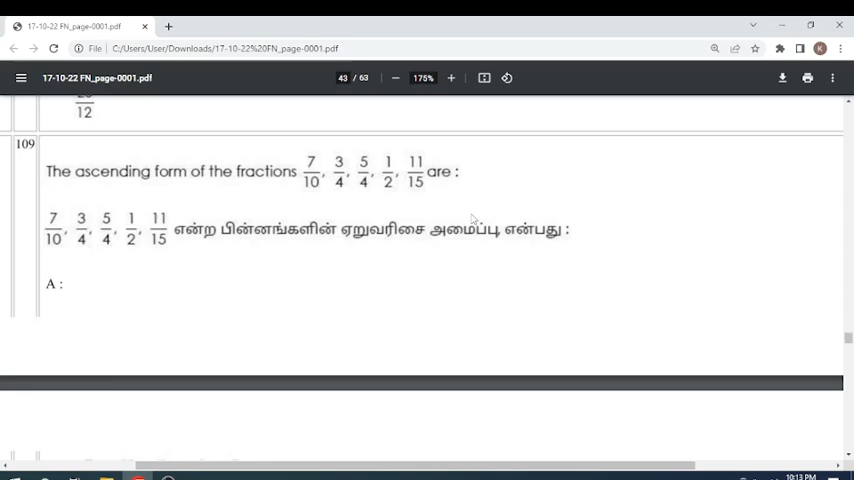 17-10-22 FN_page-0001.pdf
File C:/Users/User/Downloads/17-10-22%20FN_page-0001.pdf
K
17-10-22 FN_page-0001.pdf 43 / 63 175%
12
109
The ascending form of the fractions 7/10, 3/4, 5/4, 1/2, 11/15 are :
7/10, 3/4, 5/4, 1/2, 11/15 என்ற பின்னங்களின் ஏறுவரிசை அமைப்பு என்பது :
A :
10:13 PM